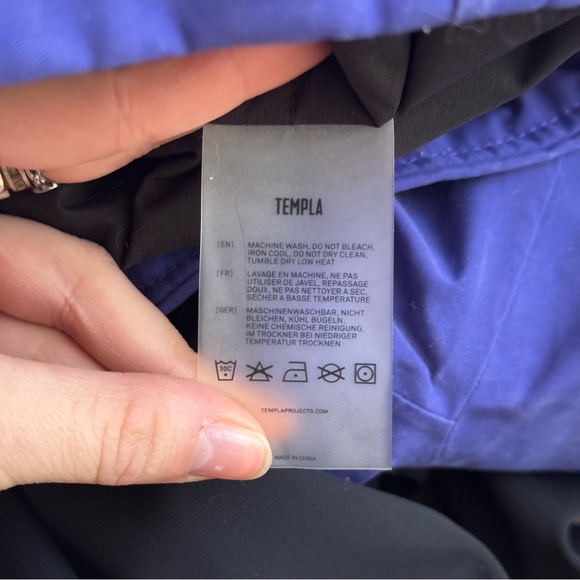 TEMPLA
[EN] MACHINE WASH, DO NOT BLEACH,
IRON COOL, DO NOT DRY CLEAN,
TUMBLE DRY LOW HEAT
[FR] LAVAGE EN MACHINE, NE PAS
UTILISER DE JAVEL, REPASSAGE
DOUX, NE PAS NETTOYER A SEC,
SECHER A BASSE TEMPERATURE
[GER] MASCHINENWASCHBAR, NICHT
BLEICHEN, KÜHL BÜGELN,
KEINE CHEMISCHE REINIGUNG,
IM TROCKNER BEI NIEDRIGER
TEMPERATUR TROCKNEN
30C
TEMPLAPROJECTS.COM
MADE IN CHINA